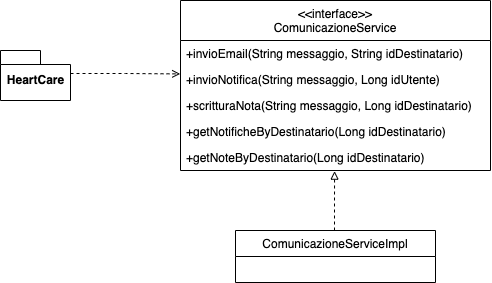 <<interface>>
ComunicazioneService
+invioEmail(String messaggio, String idDestinatario)
+invioNotifica(String messaggio, Long idUtente)
HeartCare
+scritturaNota(String messaggio, Long idDestinatario)
+getNotificheByDestinatario(Long idDestinatario)
+getNoteByDestinatario(Long idDestinatario)
ComunicazioneServiceImpl